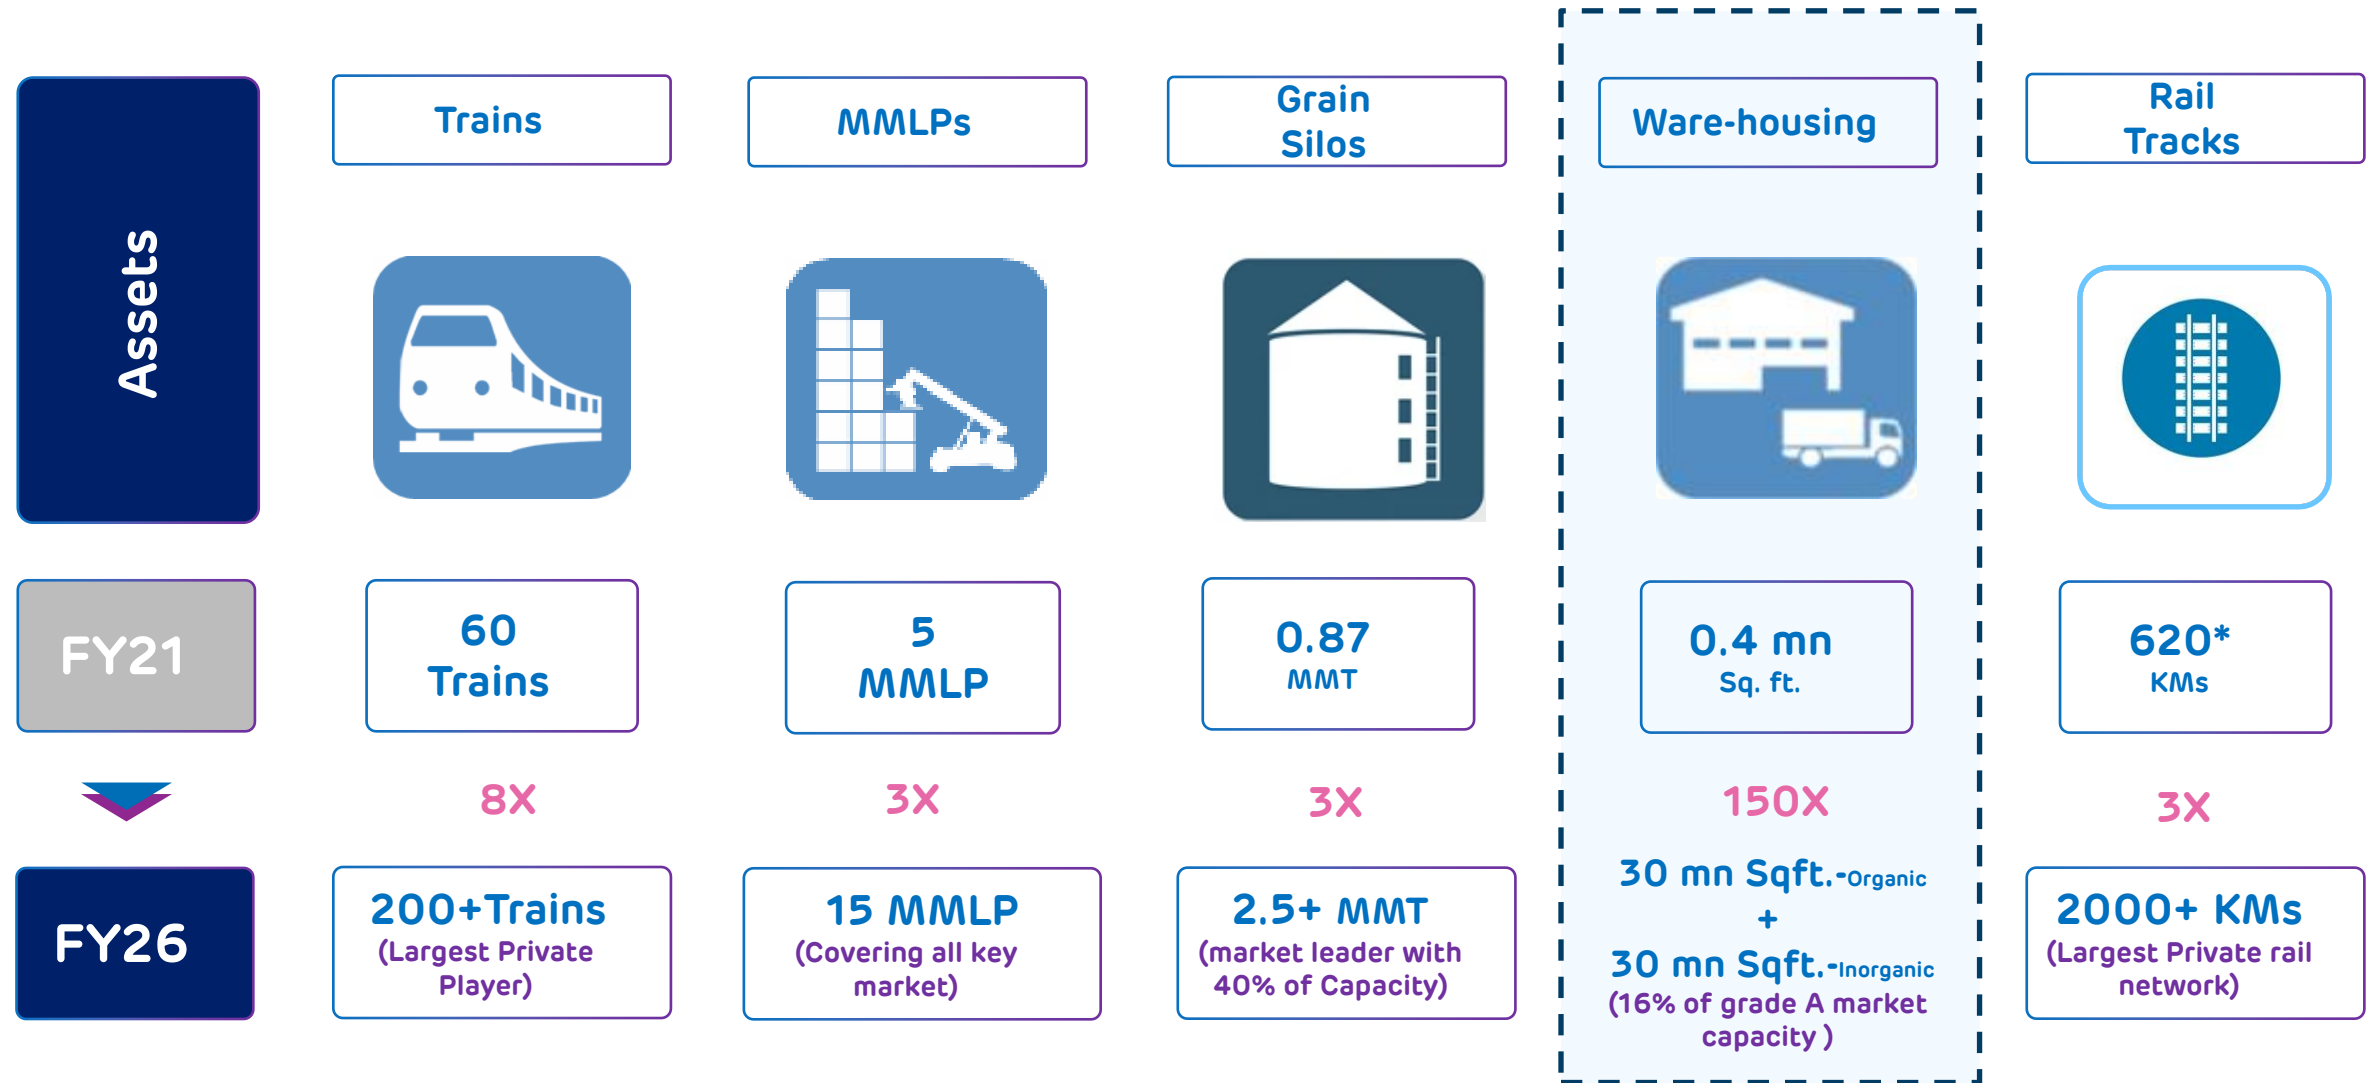 Assets
Trains
MMLPs
Grain
Silos
Ware-housing
Rail
Tracks
FY21
60
Trains
5
MMLP
0.87
MMT
0.4 mn
Sq. ft.
620*
KMs
8X
3X
3X
150X
3X
FY26
200+Trains
(Largest Private
Player)
15 MMLP
(Covering all key
market)
2.5+ MMT
(market leader with
40% of Capacity)
30 mn Sqft.-Organic
+
30 mn Sqft.-Inorganic
(16% of grade A market
capacity )
2000+ KMs
(Largest Private rail
network)